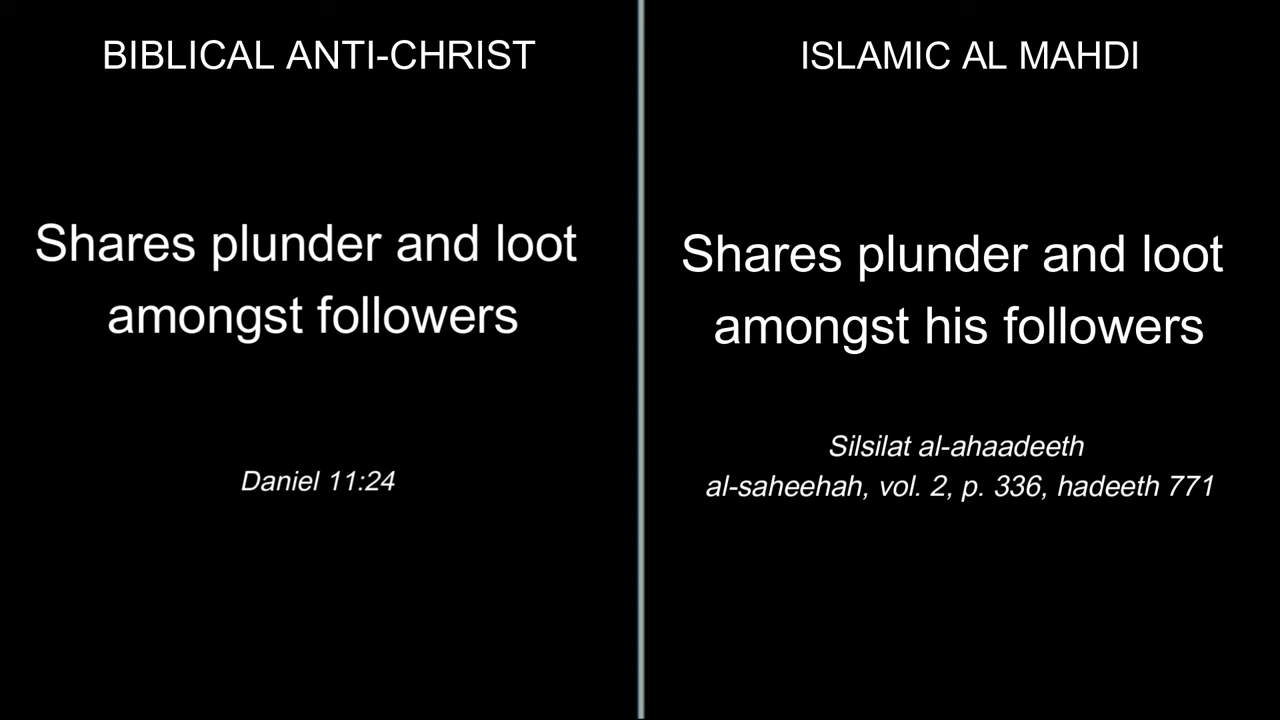 BIBLICAL ANTI-CHRIST
Shares plunder and loot
amongst followers
Daniel 11:24
ISLAMIC AL MAHDI
Shares plunder and loot
amongst his followers
Silsilat al-ahaadeeth
al-saheehah, vol. 2, p. 336, hadeeth 771